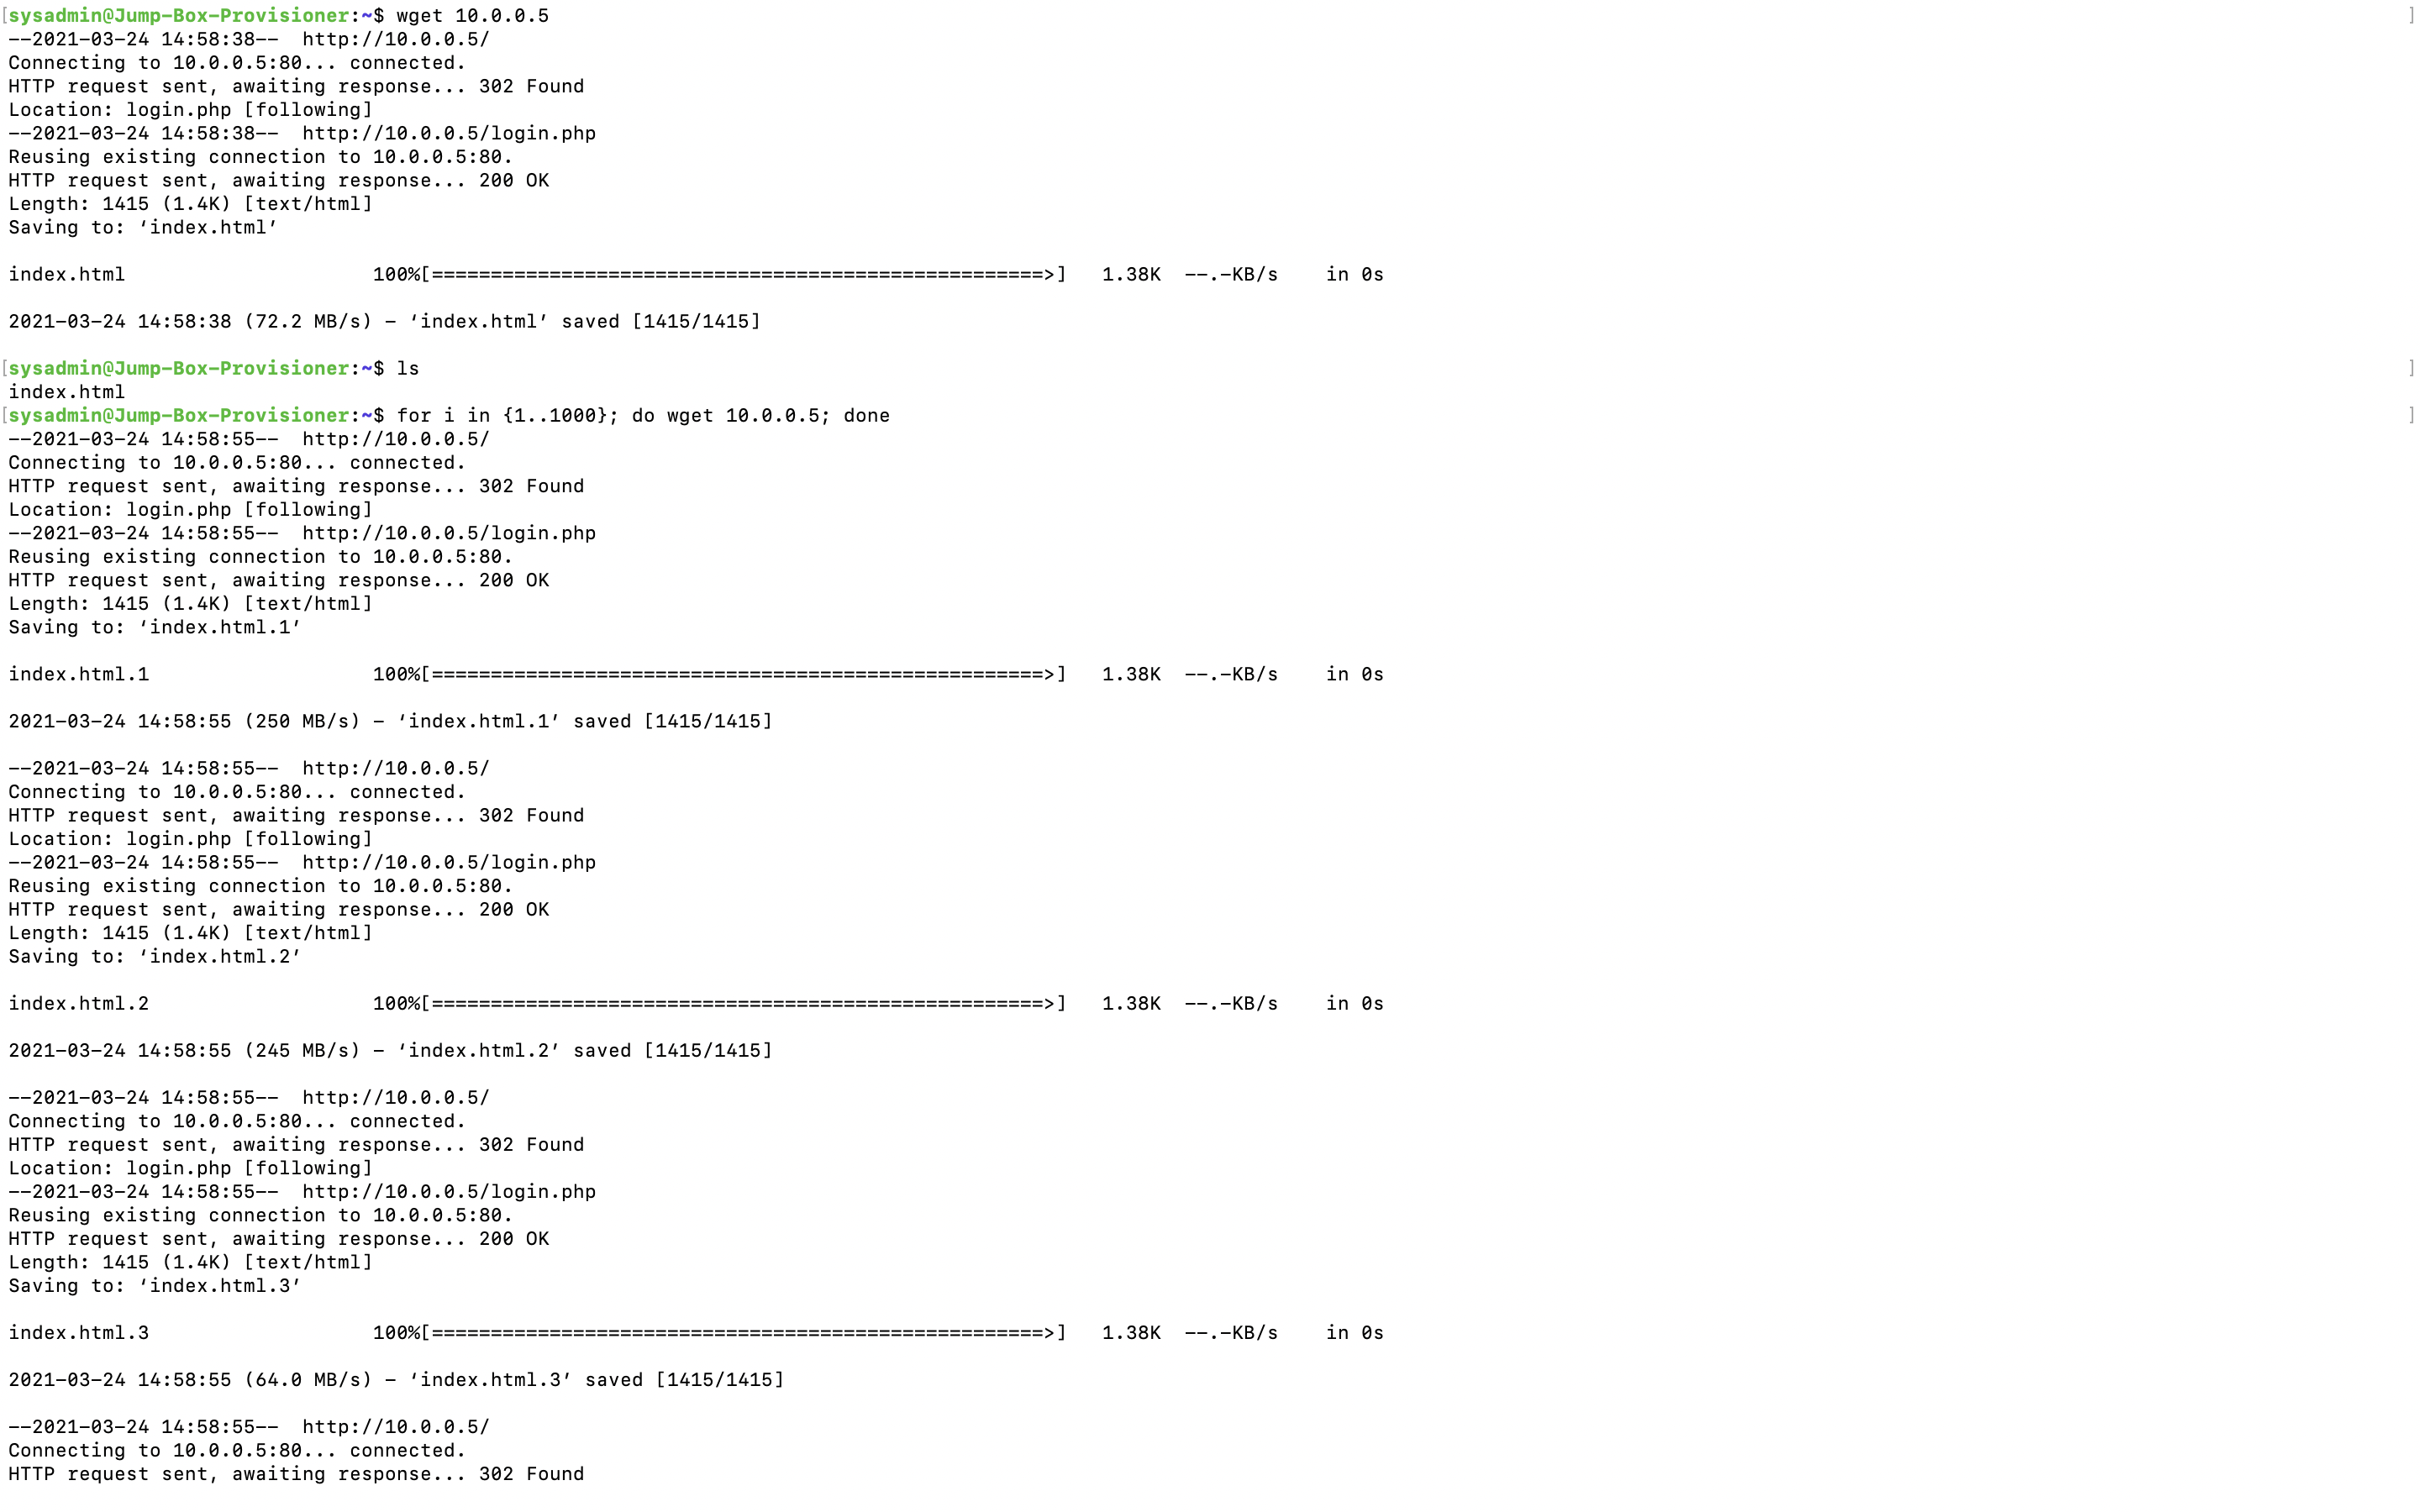 [sysadmin@Jump-Box-Provisioner:~$ wget 10.0.0.5 ]
--2021-03-24 14:58:38--  http://10.0.0.5/
Connecting to 10.0.0.5:80... connected.
HTTP request sent, awaiting response... 302 Found
Location: login.php [following]
--2021-03-24 14:58:38--  http://10.0.0.5/login.php
Reusing existing connection to 10.0.0.5:80.
HTTP request sent, awaiting response... 200 OK
Length: 1415 (1.4K) [text/html]
Saving to: ‘index.html’
index.html 100%[====================================================>] 1.38K --.-KB/s in 0s
2021-03-24 14:58:38 (72.2 MB/s) - ‘index.html’ saved [1415/1415]
[sysadmin@Jump-Box-Provisioner:~$ ls ]
index.html
[sysadmin@Jump-Box-Provisioner:~$ for i in {1..1000}; do wget 10.0.0.5; done ]
--2021-03-24 14:58:55--  http://10.0.0.5/
Connecting to 10.0.0.5:80... connected.
HTTP request sent, awaiting response... 302 Found
Location: login.php [following]
--2021-03-24 14:58:55--  http://10.0.0.5/login.php
Reusing existing connection to 10.0.0.5:80.
HTTP request sent, awaiting response... 200 OK
Length: 1415 (1.4K) [text/html]
Saving to: ‘index.html.1’
index.html.1 100%[====================================================>] 1.38K --.-KB/s in 0s
2021-03-24 14:58:55 (250 MB/s) - ‘index.html.1’ saved [1415/1415]
--2021-03-24 14:58:55--  http://10.0.0.5/
Connecting to 10.0.0.5:80... connected.
HTTP request sent, awaiting response... 302 Found
Location: login.php [following]
--2021-03-24 14:58:55--  http://10.0.0.5/login.php
Reusing existing connection to 10.0.0.5:80.
HTTP request sent, awaiting response... 200 OK
Length: 1415 (1.4K) [text/html]
Saving to: ‘index.html.2’
index.html.2 100%[====================================================>] 1.38K --.-KB/s in 0s
2021-03-24 14:58:55 (245 MB/s) - ‘index.html.2’ saved [1415/1415]
--2021-03-24 14:58:55--  http://10.0.0.5/
Connecting to 10.0.0.5:80... connected.
HTTP request sent, awaiting response... 302 Found
Location: login.php [following]
--2021-03-24 14:58:55--  http://10.0.0.5/login.php
Reusing existing connection to 10.0.0.5:80.
HTTP request sent, awaiting response... 200 OK
Length: 1415 (1.4K) [text/html]
Saving to: ‘index.html.3’
index.html.3 100%[====================================================>] 1.38K --.-KB/s in 0s
2021-03-24 14:58:55 (64.0 MB/s) - ‘index.html.3’ saved [1415/1415]
--2021-03-24 14:58:55--  http://10.0.0.5/
Connecting to 10.0.0.5:80... connected.
HTTP request sent, awaiting response... 302 Found